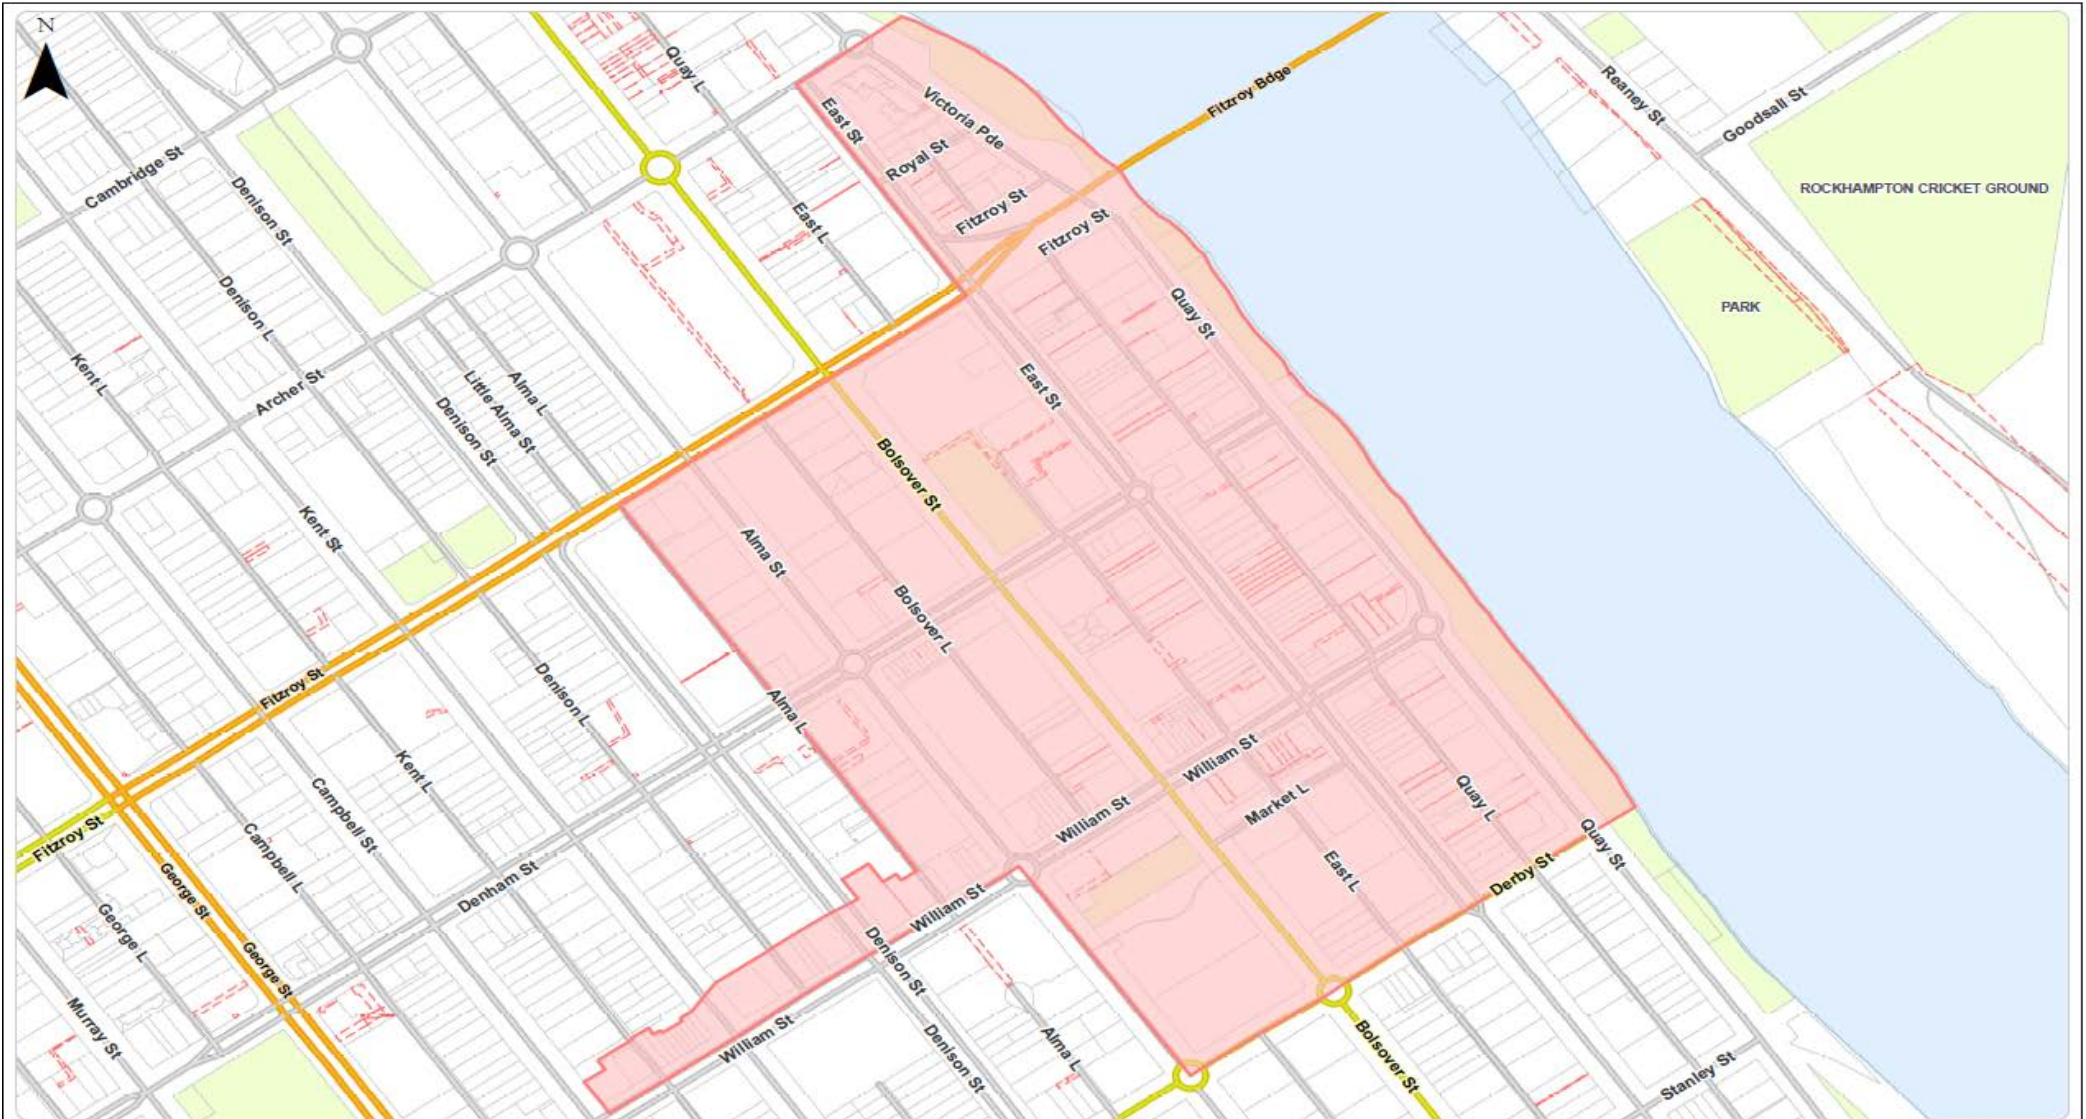 N
Quay L
Fitzroy Bdge
Reaney St
Goodsall St
Victoria Pde
East St
Cambridge St
Royal St
ROCKHAMPTON CRICKET GROUND
Denison St
East L
Fitzroy St
Fitzroy St
Denison L
Quay St
PARK
Kent L
Archer St
Little Alma St
Alma L
East St
Denison St
Bolsover St
Kent St
Alma St
Bolsover L
Fitzroy St
Denison L
Alma L
William St
Kent L
Campbell St
William St
Market L
Quay L
Fitzroy St
Campbell L
Quay St
George St
Denham St
East L
Derby St
George L
William St
George St
Denison St
Murray St
William St
Denison St
Alma L
Bolsover St
Stanley St